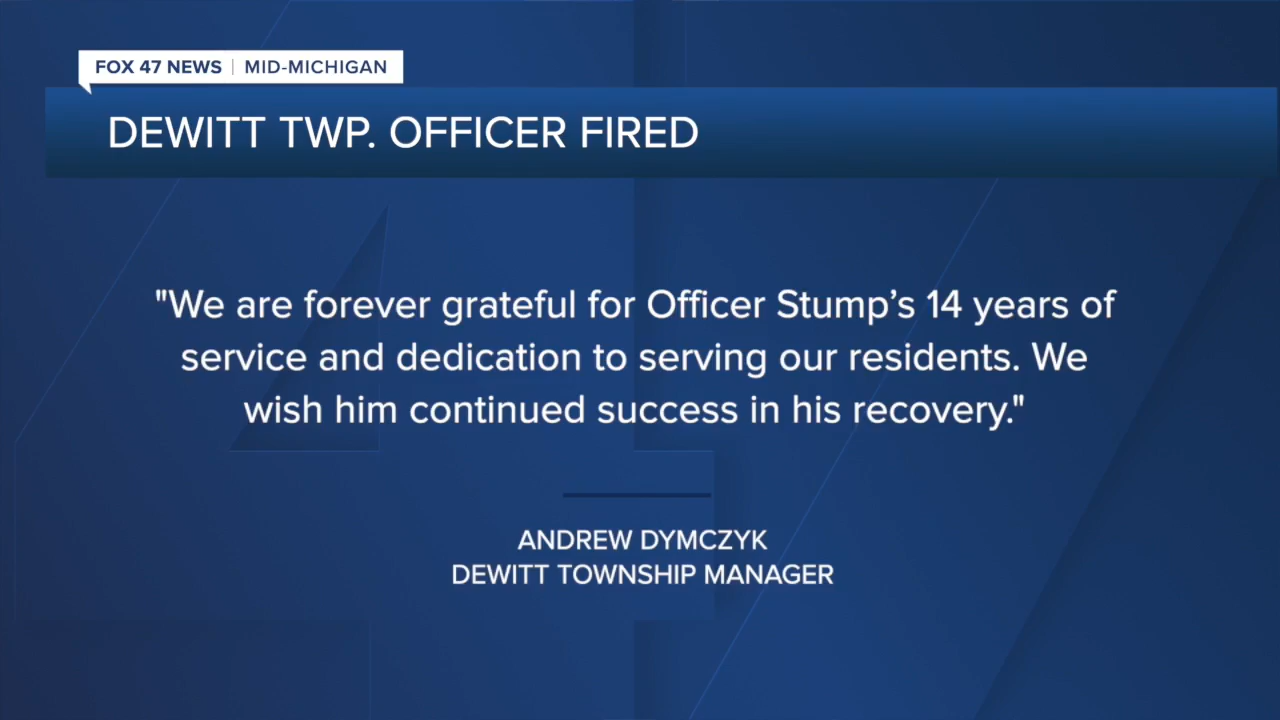 FOX 47 NEWS | MID-MICHIGAN
DEWITT TWP. OFFICER FIRED
"We are forever grateful for Officer Stump’s 14 years of
service and dedication to serving our residents. We
wish him continued success in his recovery."
ANDREW DYMCZYK
DEWITT TOWNSHIP MANAGER